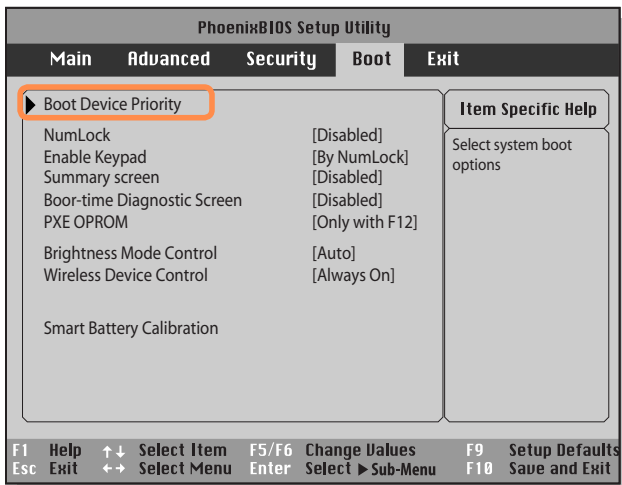 PhoenixBIOS Setup Utility
Main Advanced Security Boot Exit
Boot Device Priority
NumLock [Disabled]
Enable Keypad [By NumLock]
Summary screen [Disabled]
Boor-time Diagnostic Screen [Disabled]
PXE OPROM [Only with F12]
Brightness Mode Control [Auto]
Wireless Device Control [Always On]
Smart Battery Calibration
Item Specific Help
Select system boot
options
F1 Help ↑↓ Select Item F5/F6 Change Values F9 Setup Defaults
Esc Exit ←→ Select Menu Enter Select ▶ Sub-Menu F10 Save and Exit